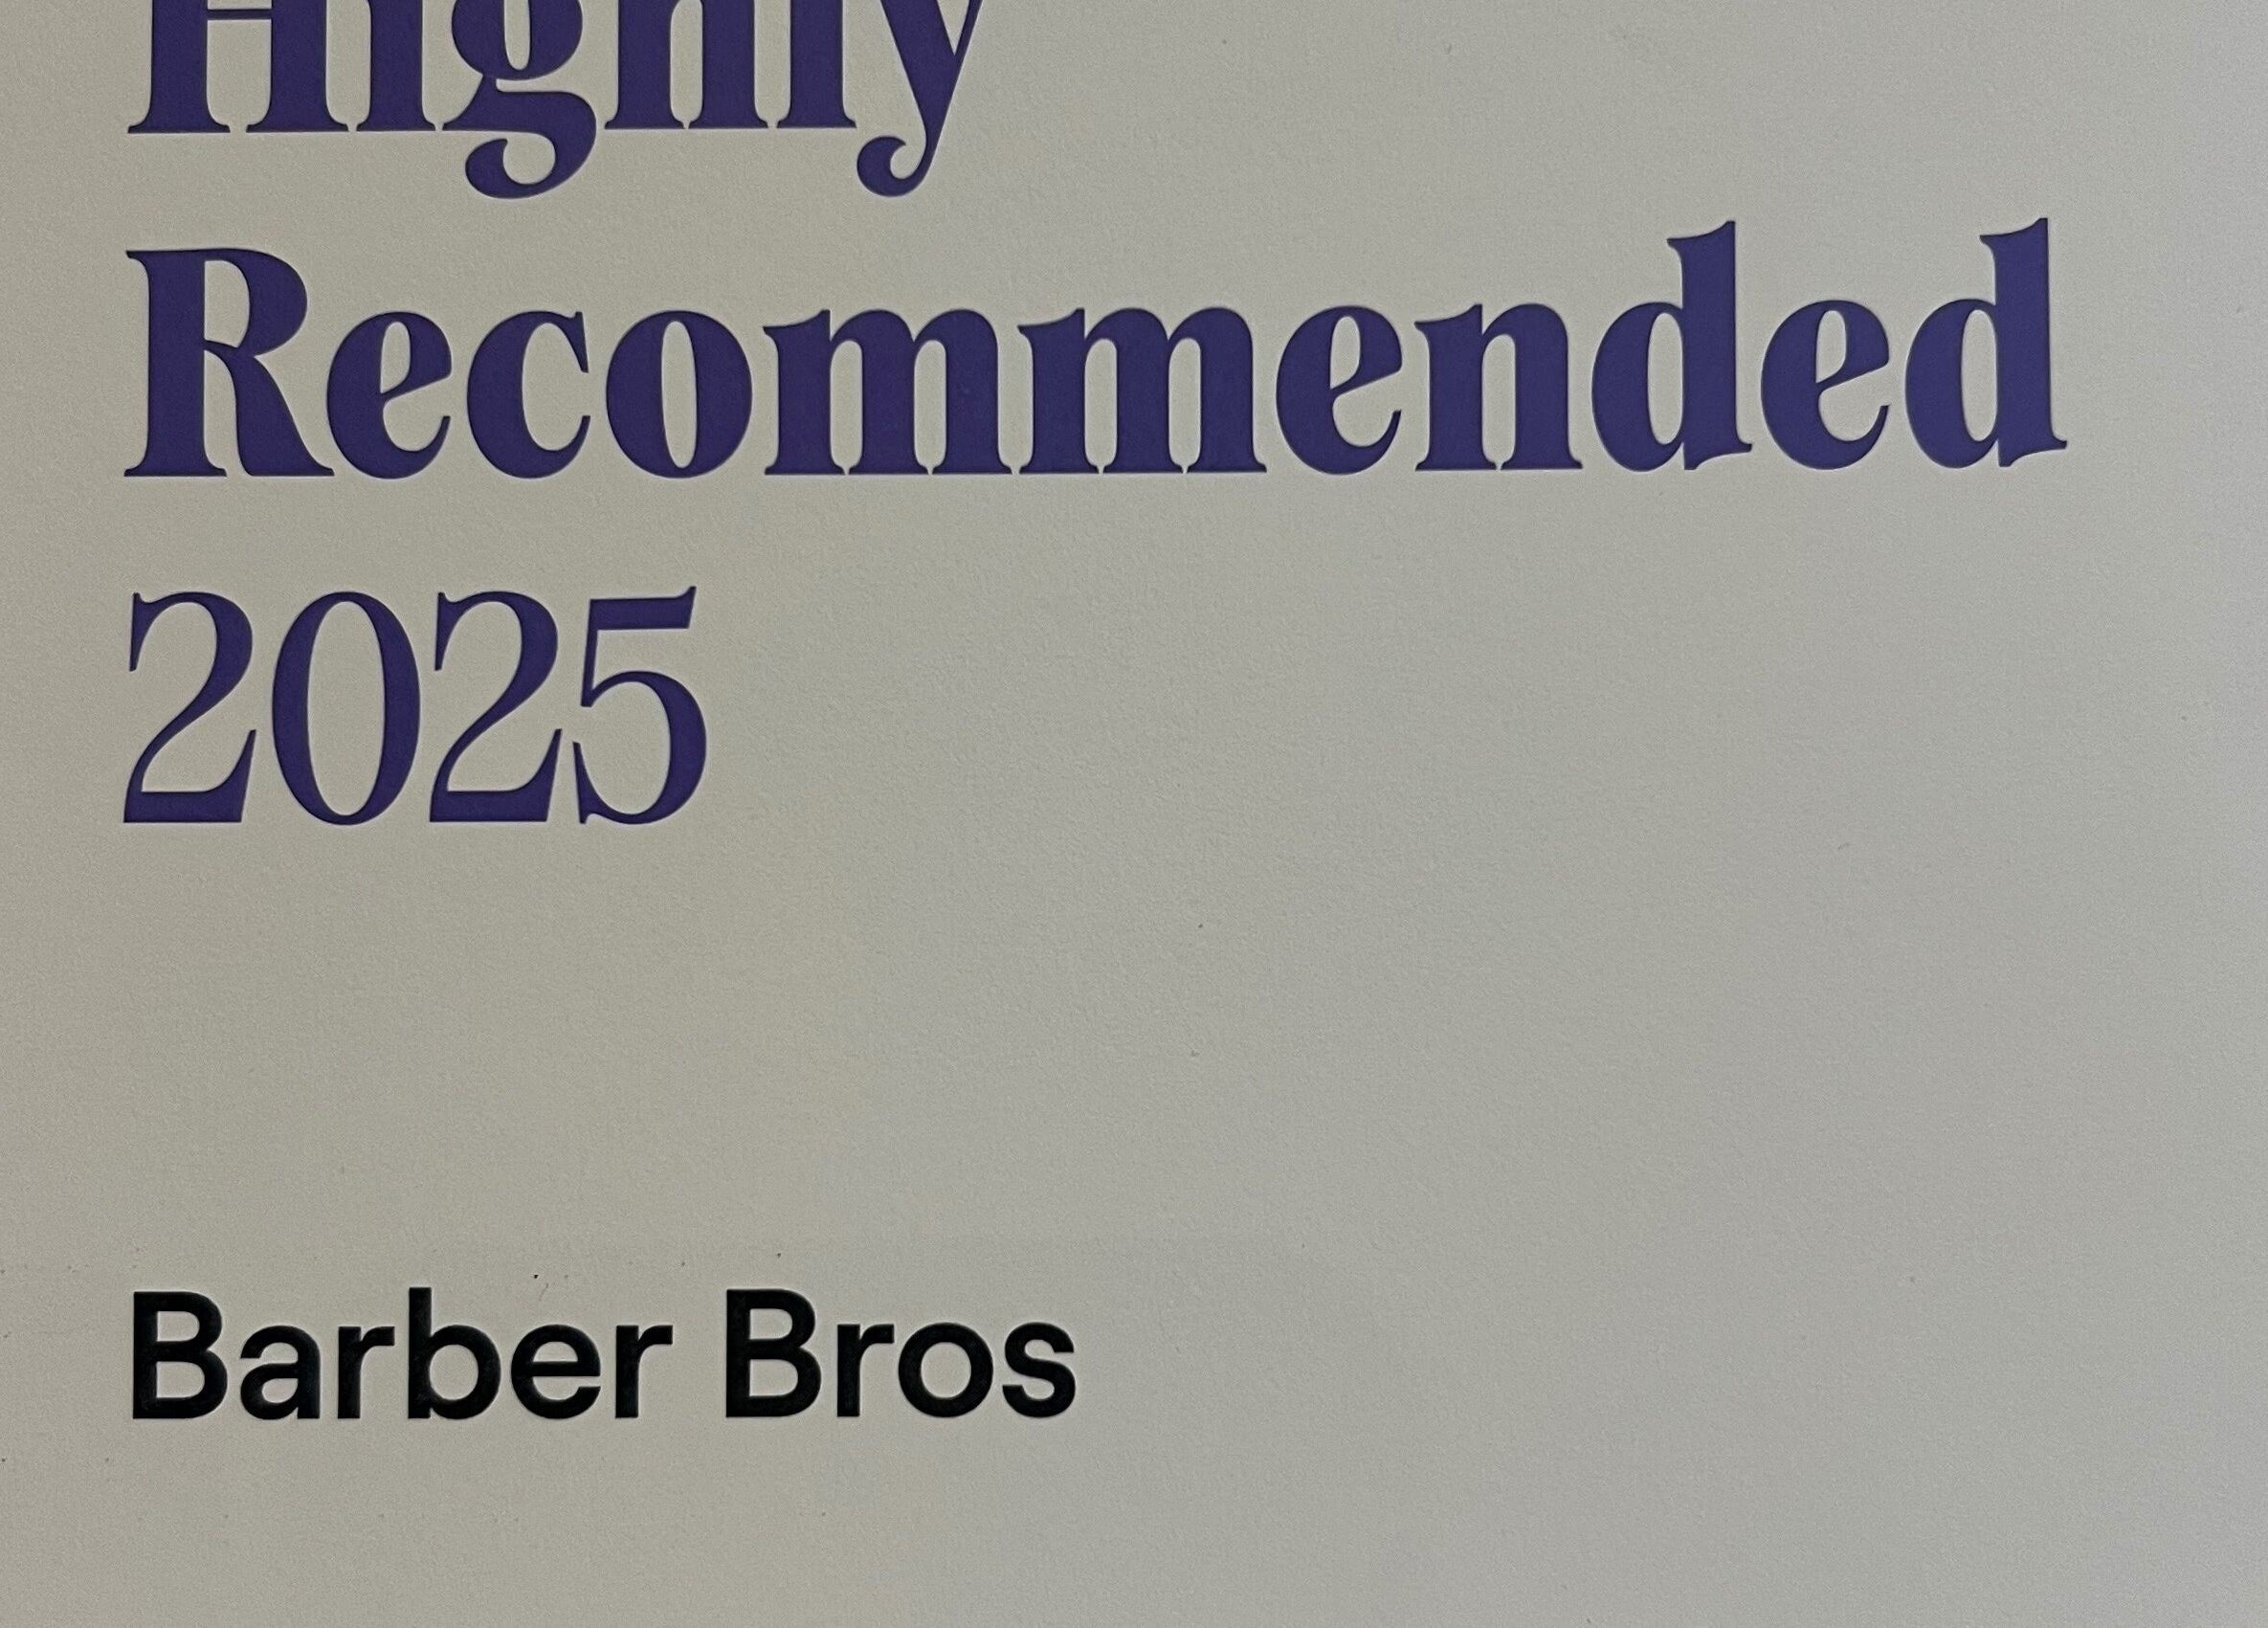 Highly
Recommended
2025
Barber Bros